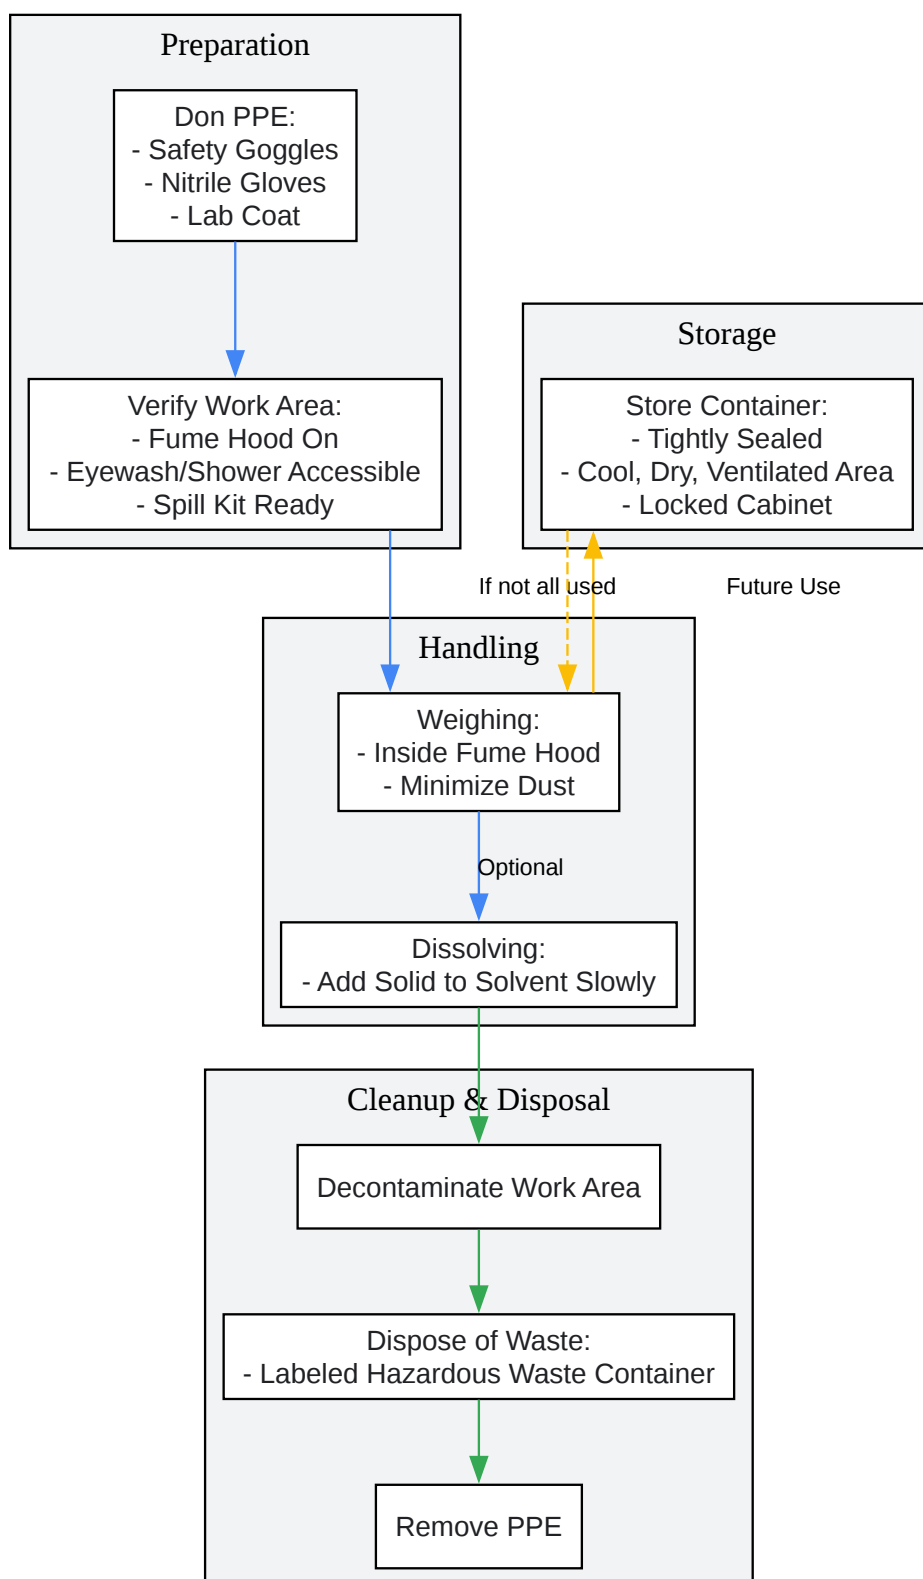 Preparation
Don PPE:
- Safety Goggles
- Nitrile Gloves
- Lab Coat
Verify Work Area:
- Fume Hood On
- Eyewash/Shower Accessible
- Spill Kit Ready
Storage
Store Container:
- Tightly Sealed
- Cool, Dry, Ventilated Area
- Locked Cabinet
If not all used
Future Use
Handling
Weighing:
- Inside Fume Hood
- Minimize Dust
Optional
Dissolving:
- Add Solid to Solvent Slowly
Cleanup & Disposal
Decontaminate Work Area
Dispose of Waste:
- Labeled Hazardous Waste Container
Remove PPE